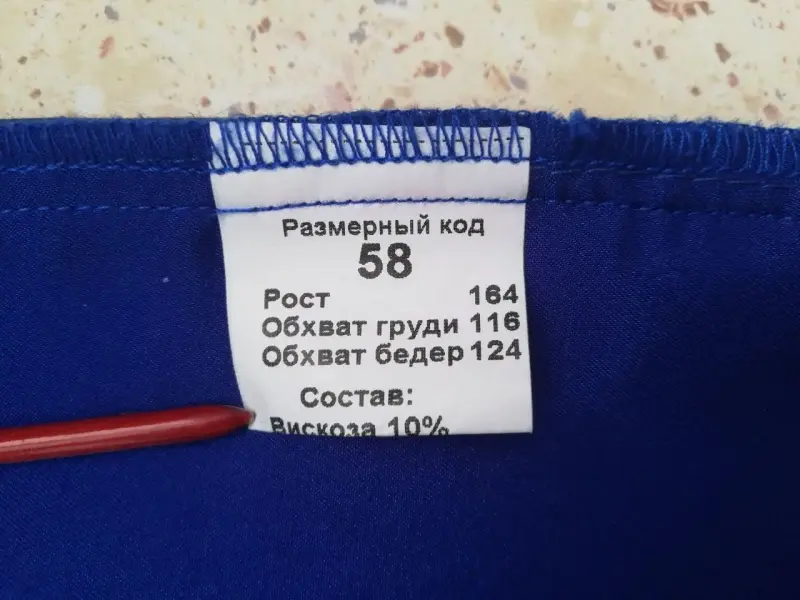 Размерный код
58
Рост 164
Обхват груди 116
Обхват бедер 124
Состав:
Вискоза 10%